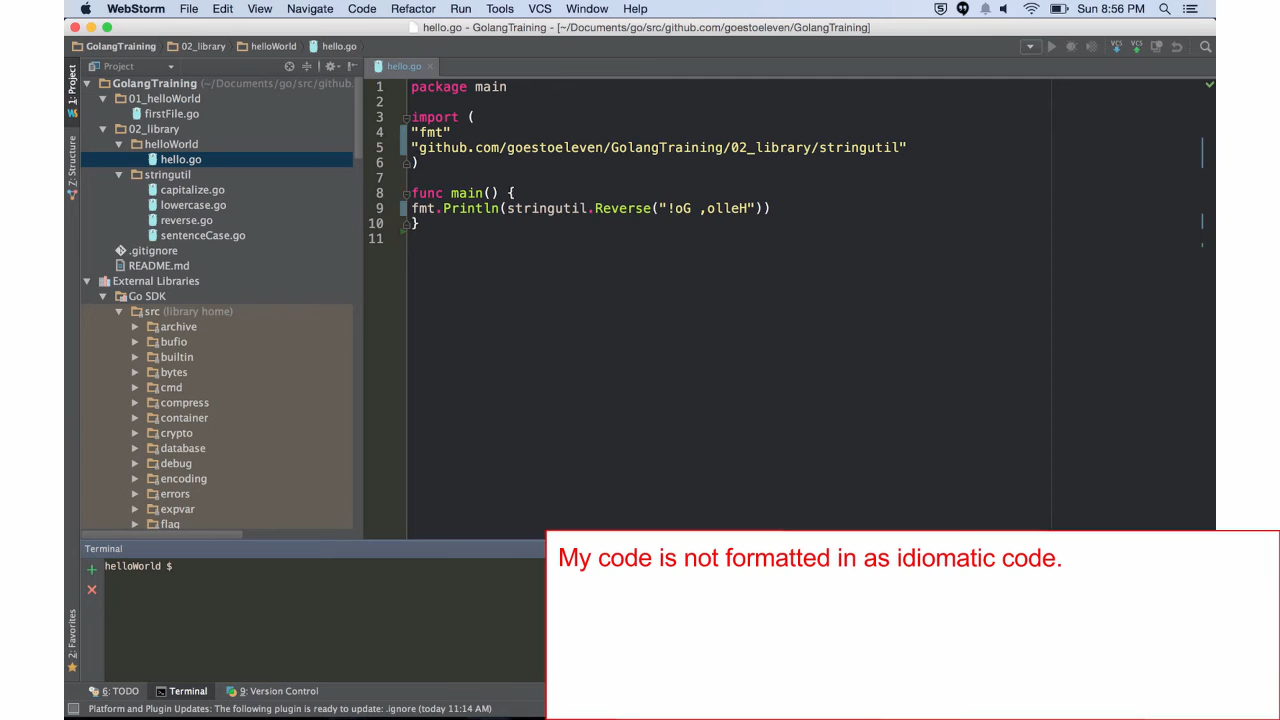 WebStorm File Edit View Navigate Code Refactor Run Tools VCS Window Help Sun 8:56 PM
hello.go - GolangTraining - [~/Documents/go/src/github.com/goestoeleven/GolangTraining]
GolangTraining 02_library helloWorld hello.go
Project
hello.go
1: Project
7: Structure
2: Favorites
GolangTraining (~/Documents/go/src/github.
01_helloWorld
firstFile.go
02_library
helloWorld
hello.go
stringutil
capitalize.go
lowercase.go
reverse.go
sentenceCase.go
.gitignore
README.md
External Libraries
Go SDK
src (library home)
archive
bufio
builtin
bytes
cmd
compress
container
crypto
database
debug
encoding
errors
expvar
flag
1 package main
2
3 import (
4 "fmt"
5 "github.com/goestoeleven/GolangTraining/02_library/stringutil"
6 )
7
8 func main() {
9 fmt.Println(stringutil.Reverse("!oG ,olleH"))
10 }
11
Terminal
helloWorld $
My code is not formatted in as idiomatic code.
6: TODO Terminal 9: Version Control
Platform and Plugin Updates: The following plugin is ready to update: .ignore (today 11:14 AM)